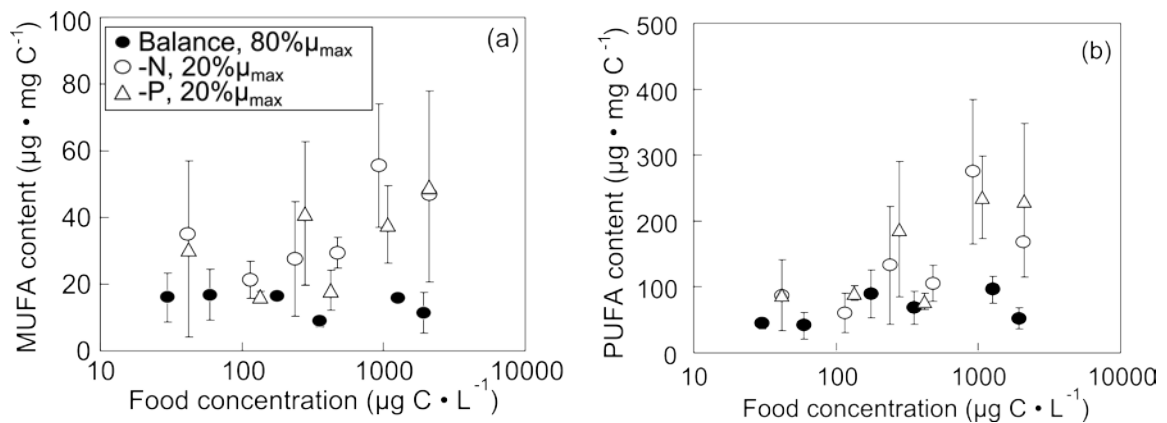 MUFA content (µg • mg C⁻¹)
100
80
60
40
20
0
(a)
Balance, 80%µmax
-N, 20%µmax
-P, 20%µmax
10
100
1000
10000
Food concentration (µg C • L⁻¹)
PUFA content (µg • mg C⁻¹)
500
400
300
200
100
0
(b)
10
100
1000
10000
Food concentration (µg C • L⁻¹)